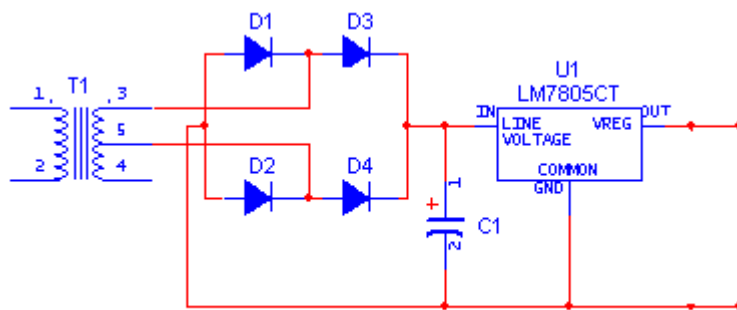 D1
D3
T1
U1
LM7805CT
1
3
IN
OUT
LINE
VREG
VOLTAGE
5
2
4
D2
D4
COMMON
GND
1
+
C1
2